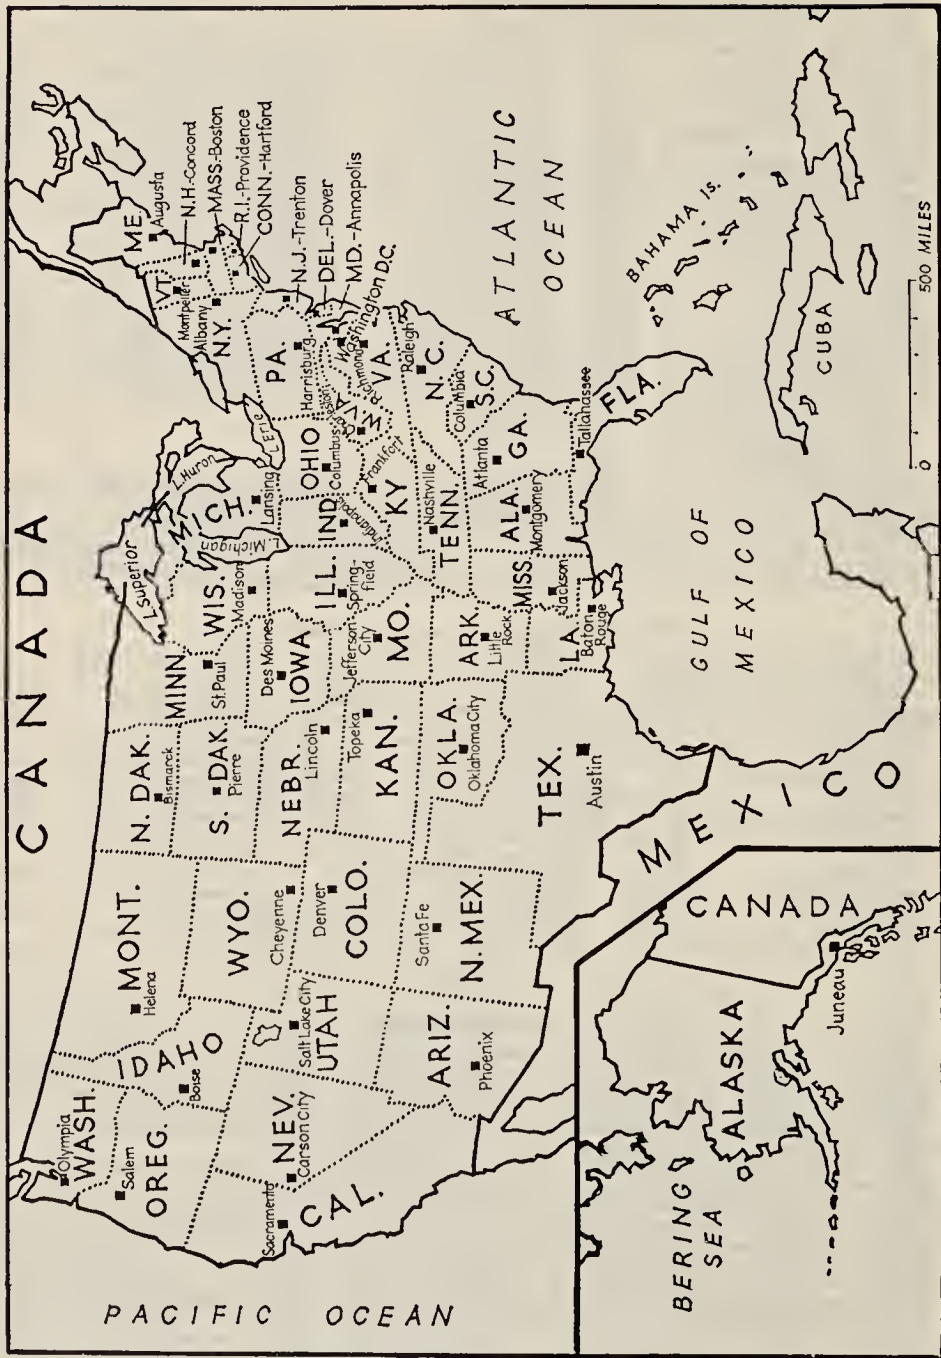 CANADA
L. Superior
L. Huron
L. Michigan
L. Erie
Olympia
WASH.
Salem
OREG.
IDAHO
Boise
MONT.
Helena
N. DAK.
Bismarck
S. DAK.
Pierre
MINN.
St. Paul
WIS.
Madison
MICH.
Lansing
ME.
Augusta
VT.
Montpelier
N.H.-Concord
MASS.-Boston
R.I.-Providence
CONN.-Hartford
Albany
N.Y.
PA.
Harrisburg
N.J.-Trenton
DEL.-Dover
MD.-Annapolis
Washington D.C.
WYO.
Cheyenne
NEBR.
Lincoln
Des Moines
IOWA
ILL.
Spring-
field
IND.
Indianapolis
OHIO
Columbus
W.VA.
VA.
Richmond
KY
Frankfort
Sacramento
CAL.
NEV.
Carson City
Salt Lake City
UTAH
Denver
COLO.
Topeka
KAN.
Jefferson
City
MO.
ARIZ.
Phoenix
Santa Fe
N. MEX.
OKLA.
Oklahoma City
ARK.
Little
Rock
Nashville
TENN.
Raleigh
N.C.
Columbia
S.C.
Atlanta
GA.
ALA.
Montgomery
MISS.
Jackson
LA.
Baton
Rouge
TEX.
Austin
Tallahassee
FLA.
PACIFIC OCEAN
ATLANTIC
OCEAN
GULF OF
MEXICO
MEXICO
BAHAMA Is.
CUBA
0
500 MILES
BERING
SEA
ALASKA
CANADA
Juneau